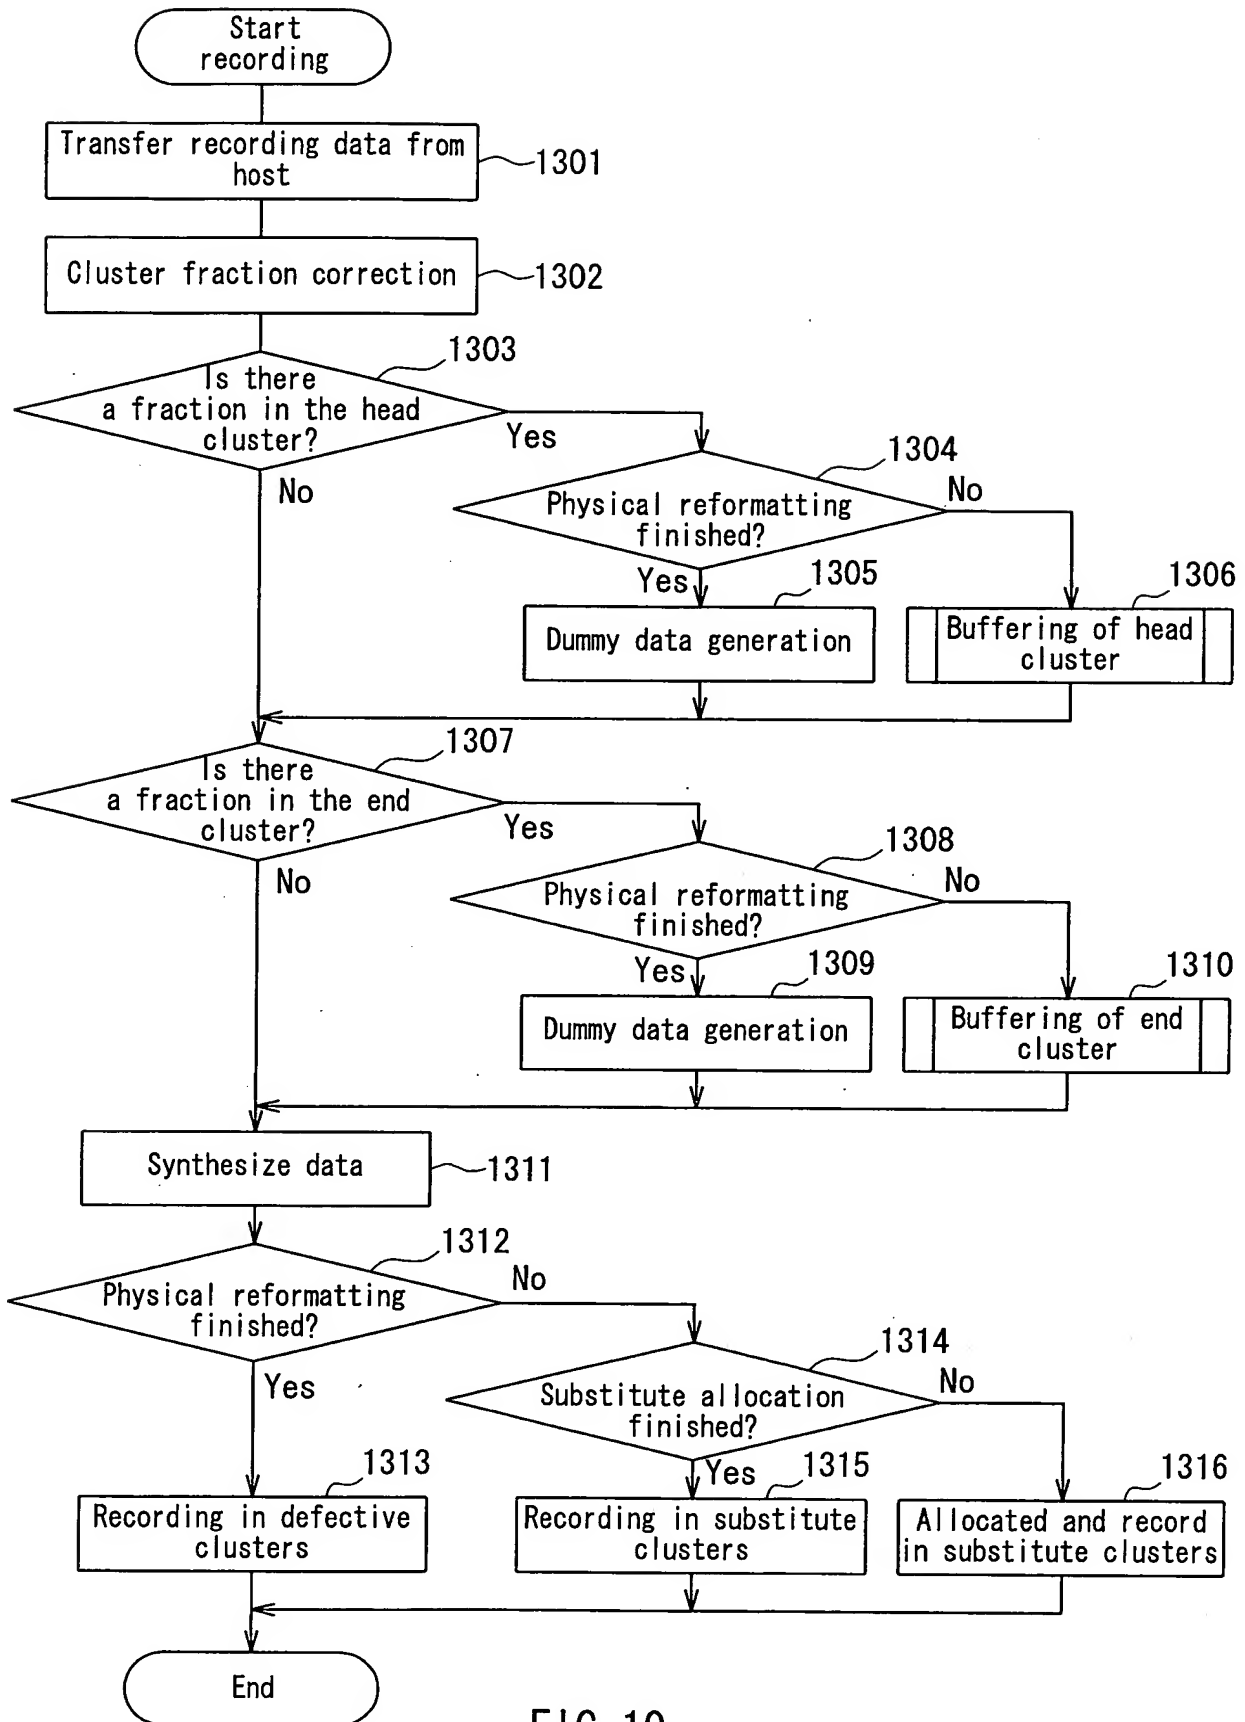 Start
recording
Transfer recording data from
host
1301
Cluster fraction correction
1302
1303
Is there
a fraction in the head
cluster?
Yes
No
1304
Physical reformatting
finished?
No
Yes
1305
Dummy data generation
1306
Buffering of head
cluster
1307
Is there
a fraction in the end
cluster?
Yes
No
1308
Physical reformatting
finished?
No
Yes
1309
Dummy data generation
1310
Buffering of end
cluster
Synthesize data
1311
1312
Physical reformatting
finished?
No
Yes
1314
Substitute allocation
finished?
No
Yes
1313
Recording in defective
clusters
1315
Recording in substitute
clusters
1316
Allocated and record
in substitute clusters
End